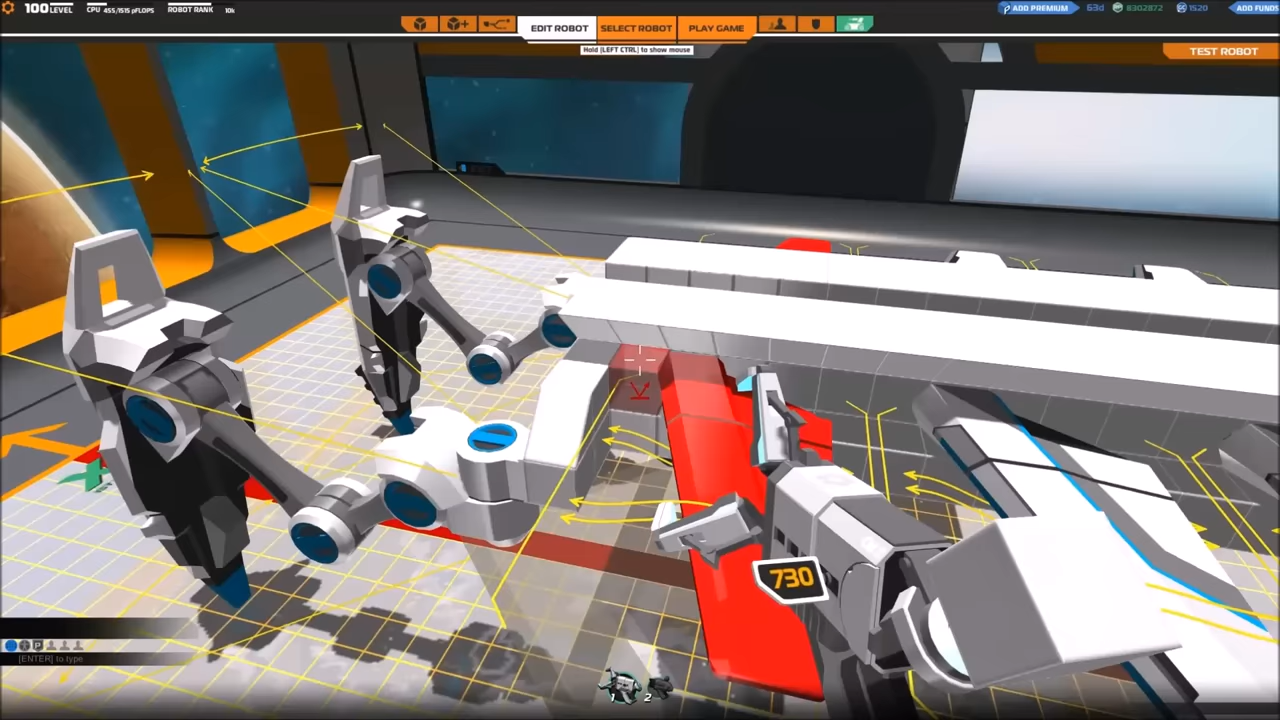 100 LEVEL CPU 455/1515 pFLOPS ROBOT RANK 10k
ADD PREMIUM 63d 8302872 1520 ADD FUNDS
EDIT ROBOT SELECT ROBOT PLAY GAME
Hold [LEFT CTRL] to show mouse
TEST ROBOT
730
P
[ENTER] to type
1 2